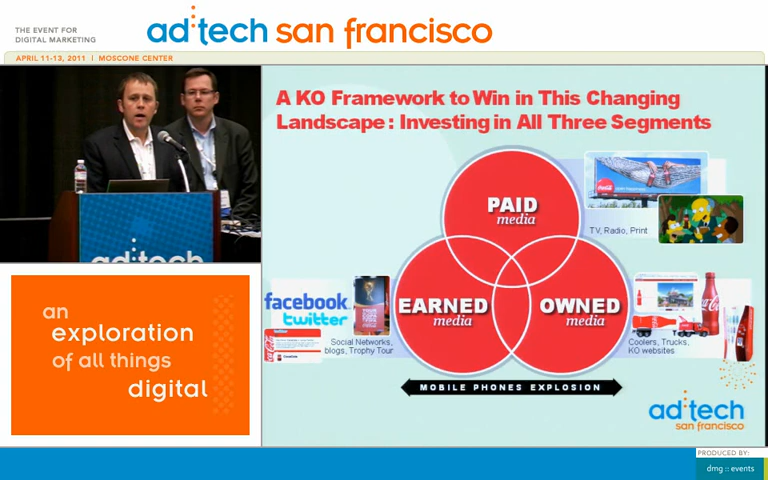 THE EVENT FOR
DIGITAL MARKETING
ad:tech san francisco
APRIL 11-13, 2011 | MOSCONE CENTER
ad:tech
A KO Framework to Win in This Changing
Landscape : Investing in All Three Segments
PAID
media
TV, Radio, Print
facebook
twitter
EARNED
media
OWNED
media
Social Networks,
blogs, Trophy Tour
Coolers, Trucks,
KO websites
MOBILE PHONES EXPLOSION
an
exploration
of all things
digital
ad:tech
san francisco
PRODUCED BY:
dmg :: events